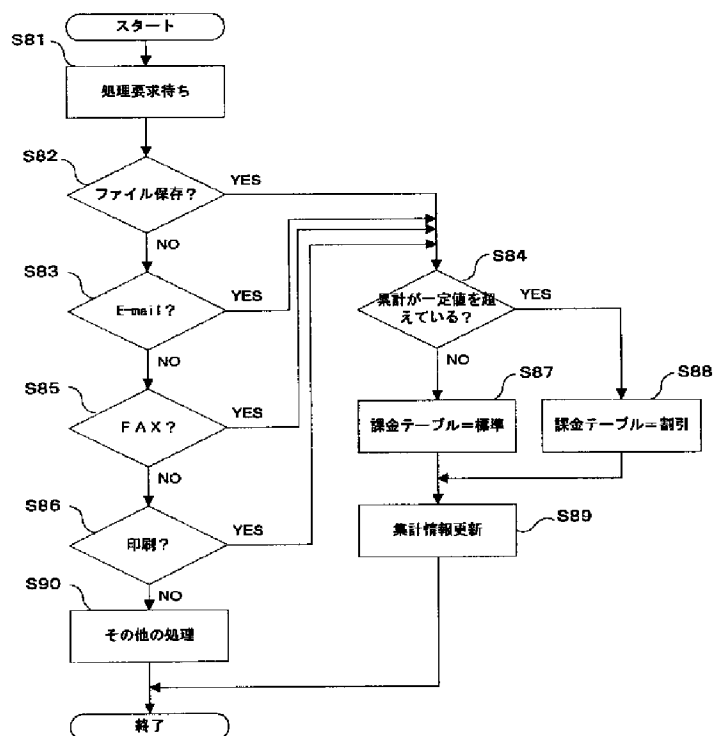 スタート
S81
処理要求待ち
S82
ファイル保存?
YES
NO
S83
E-mail?
YES
NO
S84
累計が一定値を超
えている?
YES
NO
S85
FAX?
YES
NO
S87
課金テーブル=標準
S88
課金テーブル=割引
S86
印刷?
YES
NO
S89
集計情報更新
S90
その他の処理
終了